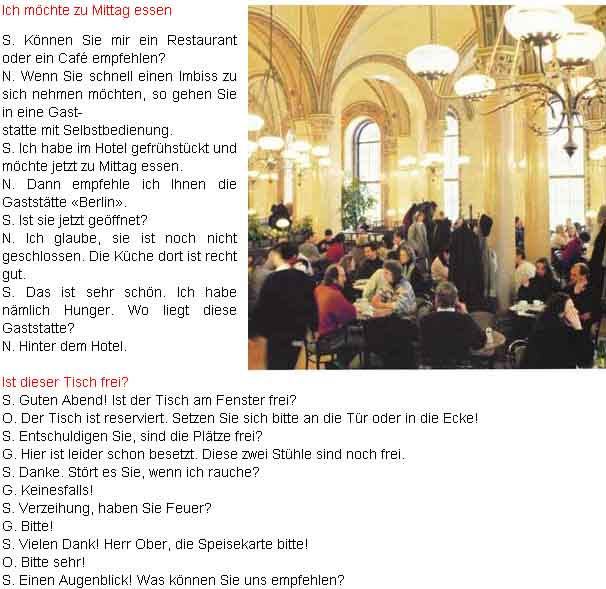 Ich möchte zu Mittag essen
S. Können Sie mir ein Restaurant
oder ein Café empfehlen?
N. Wenn Sie schnell einen Imbiss zu
sich nehmen möchten, so gehen Sie
in eine Gast-
statte mit Selbstbedienung.
S. Ich habe im Hotel gefrühstückt und
möchte jetzt zu Mittag essen.
N. Dann empfehle ich Ihnen die
Gaststätte «Berlin».
S. Ist sie jetzt geöffnet?
N. Ich glaube, sie ist noch nicht
geschlossen. Die Küche dort ist recht
gut.
S. Das ist sehr schön. Ich habe
nämlich Hunger. Wo liegt diese
Gaststatte?
N. Hinter dem Hotel.
Ist dieser Tisch frei?
S. Guten Abend! Ist der Tisch am Fenster frei?
O. Der Tisch ist reserviert. Setzen Sie sich bitte an die Tür oder in die Ecke!
S. Entschuldigen Sie, sind die Plätze frei?
G. Hier ist leider schon besetzt. Diese zwei Stühle sind noch frei.
S. Danke. Stört es Sie, wenn ich rauche?
G. Keinesfalls!
S. Verzeihung, haben Sie Feuer?
G. Bitte!
S. Vielen Dank! Herr Ober, die Speisekarte bitte!
O. Bitte sehr!
S. Einen Augenblick! Was können Sie uns empfehlen?